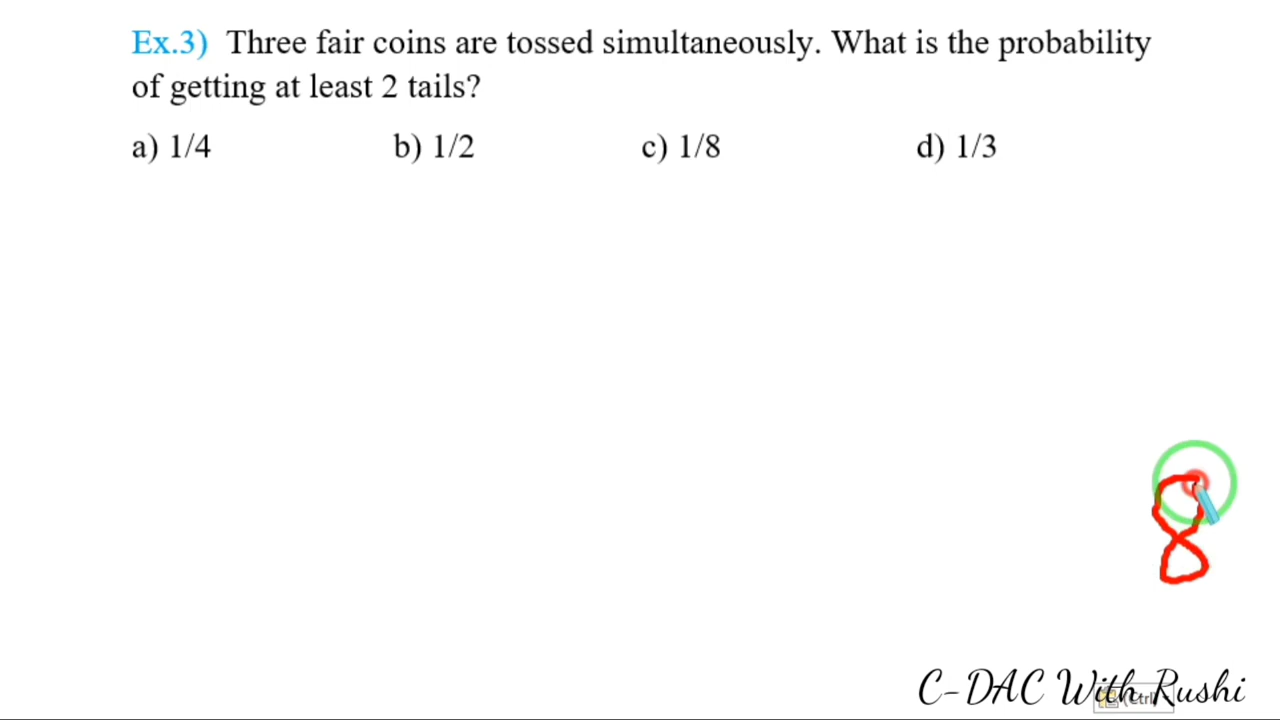 Ex.3) Three fair coins are tossed simultaneously. What is the probability
of getting at least 2 tails?
a) 1/4 b) 1/2 c) 1/8 d) 1/3
8
C-DAC With Rushi
(Ctrl)